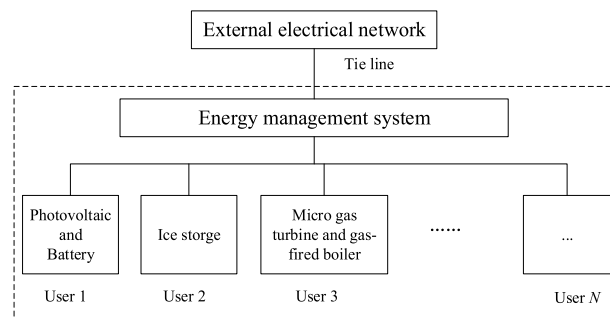 External electrical network
Tie line
Energy management system
Photovoltaic
and
Battery
Ice storge
Micro gas
turbine and gas-
fired boiler
......
...
User 1
User 2
User 3
User N